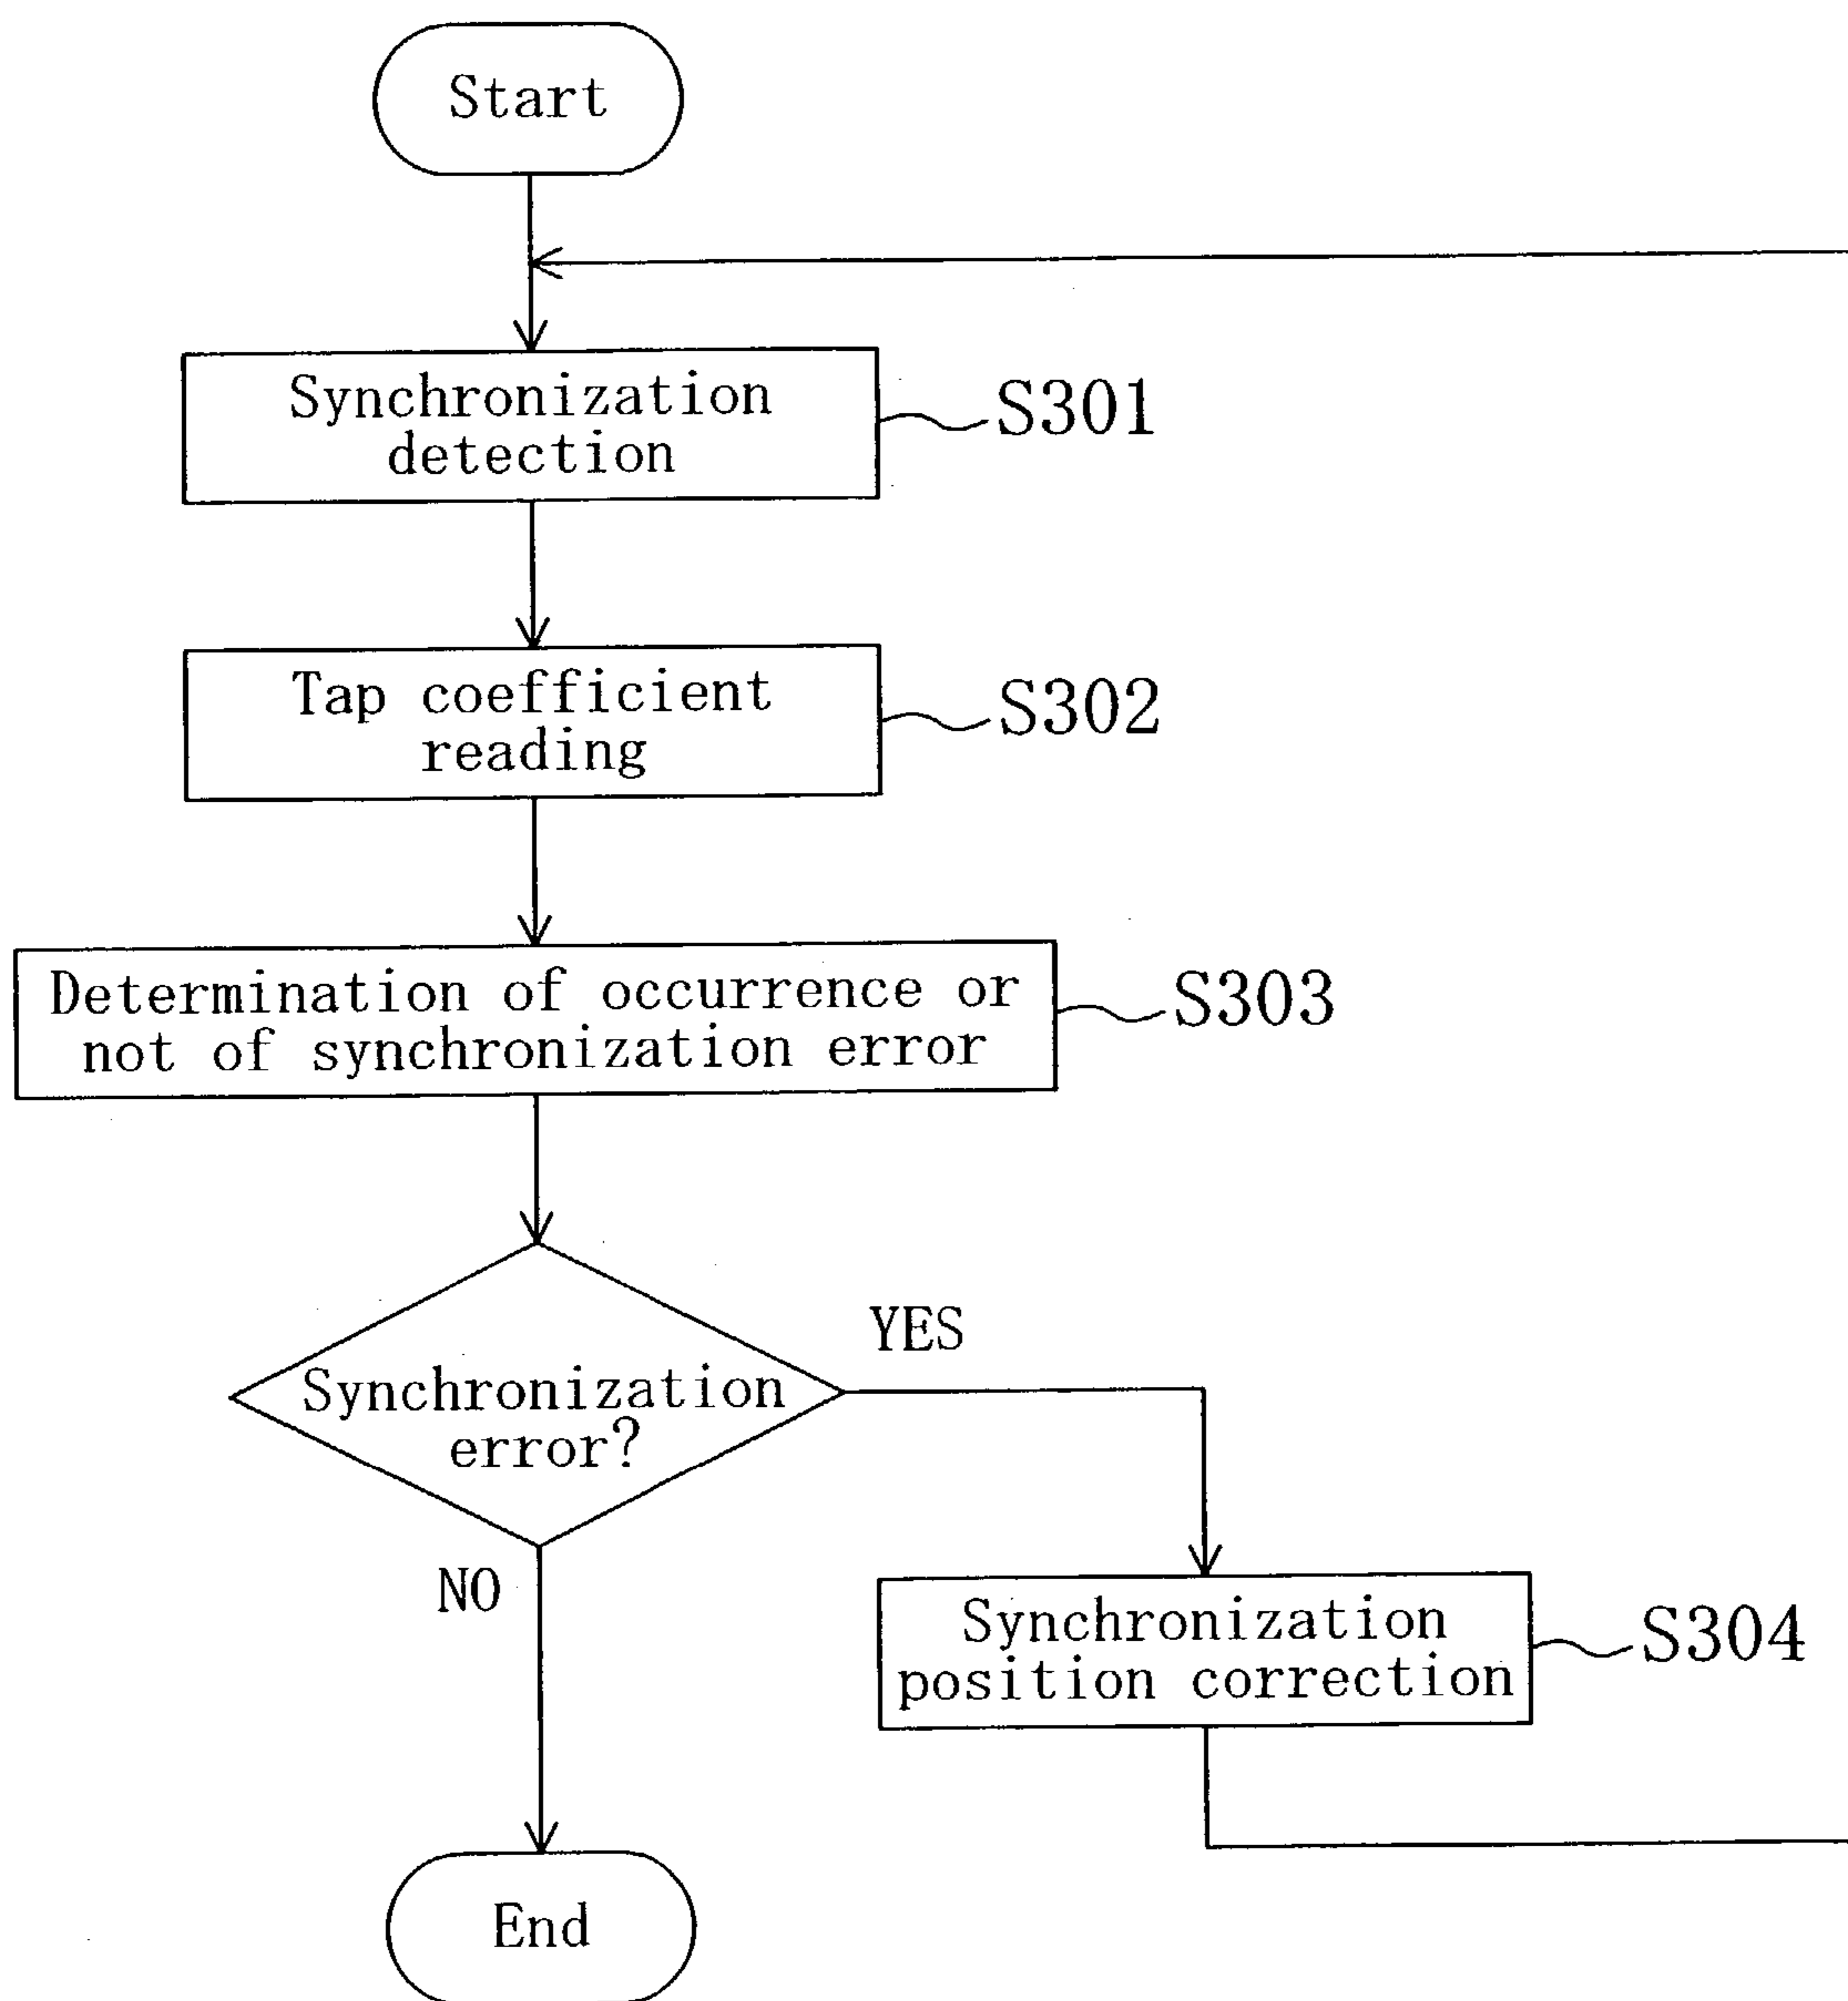 Start
Synchronization
detection
S301
Tap coefficient
reading
S302
Determination of occurrence or
not of synchronization error
S303
Synchronization
error?
YES
NO
Synchronization
position correction
S304
End